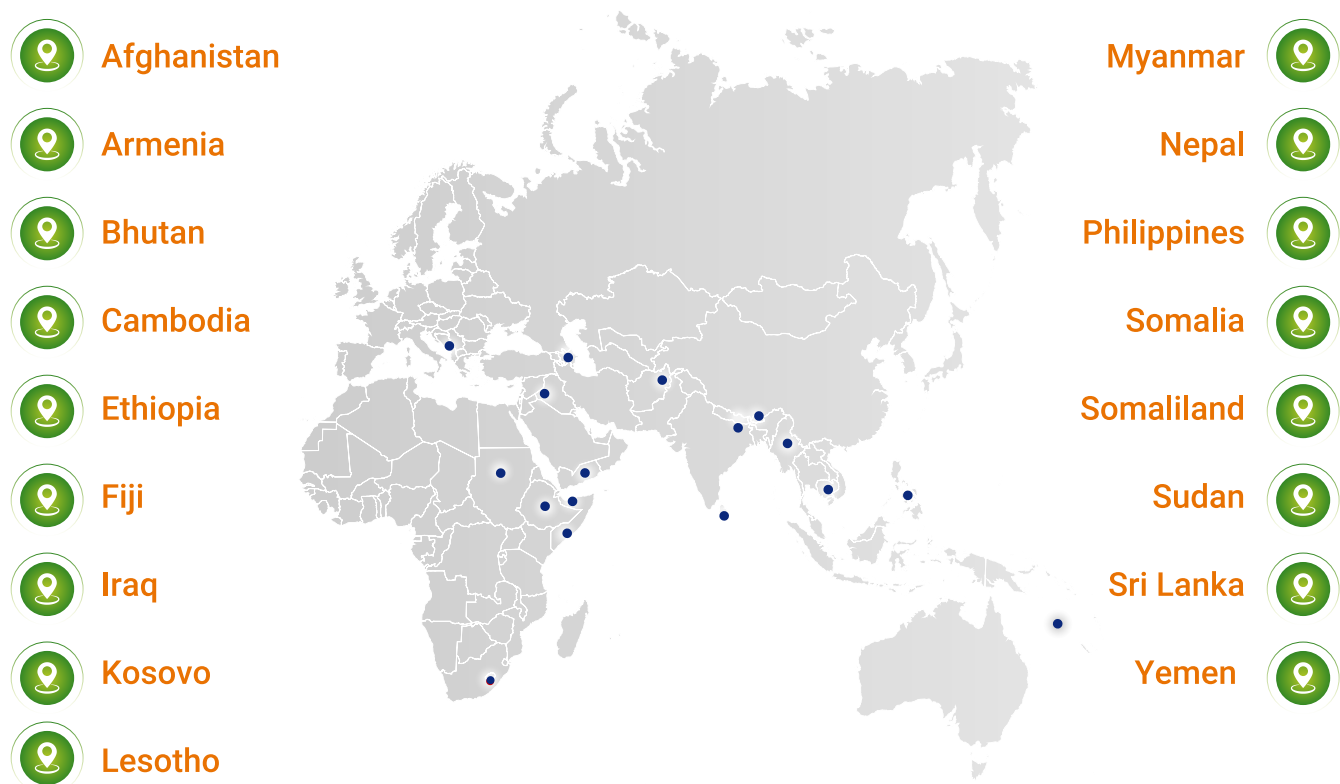 Afghanistan
Armenia
Bhutan
Cambodia
Ethiopia
Fiji
Iraq
Kosovo
Lesotho
Myanmar
Nepal
Philippines
Somalia
Somaliland
Sudan
Sri Lanka
Yemen